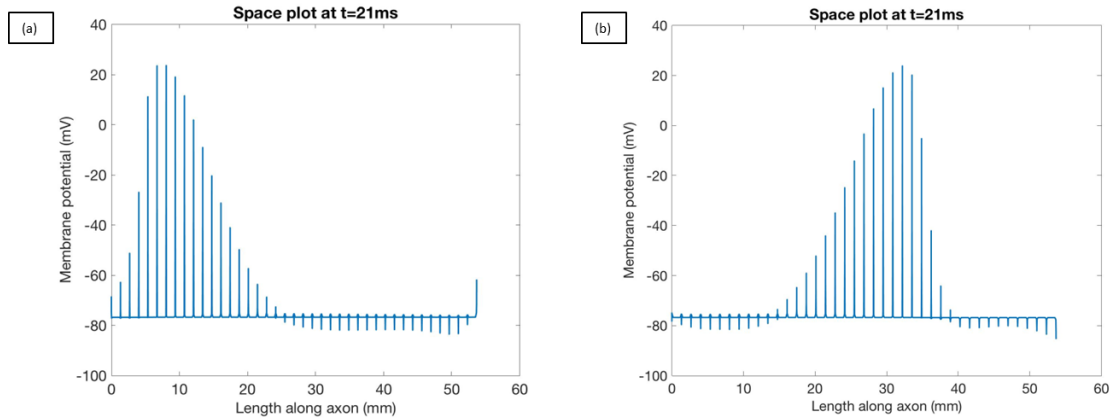 (a)
Space plot at t=21ms
40
20
0
-20
-40
-60
-80
-100
Membrane potential (mV)
0 10 20 30 40 50 60
Length along axon (mm)
(b)
Space plot at t=21ms
40
20
0
-20
-40
-60
-80
-100
Membrane potential (mV)
0 10 20 30 40 50 60
Length along axon (mm)